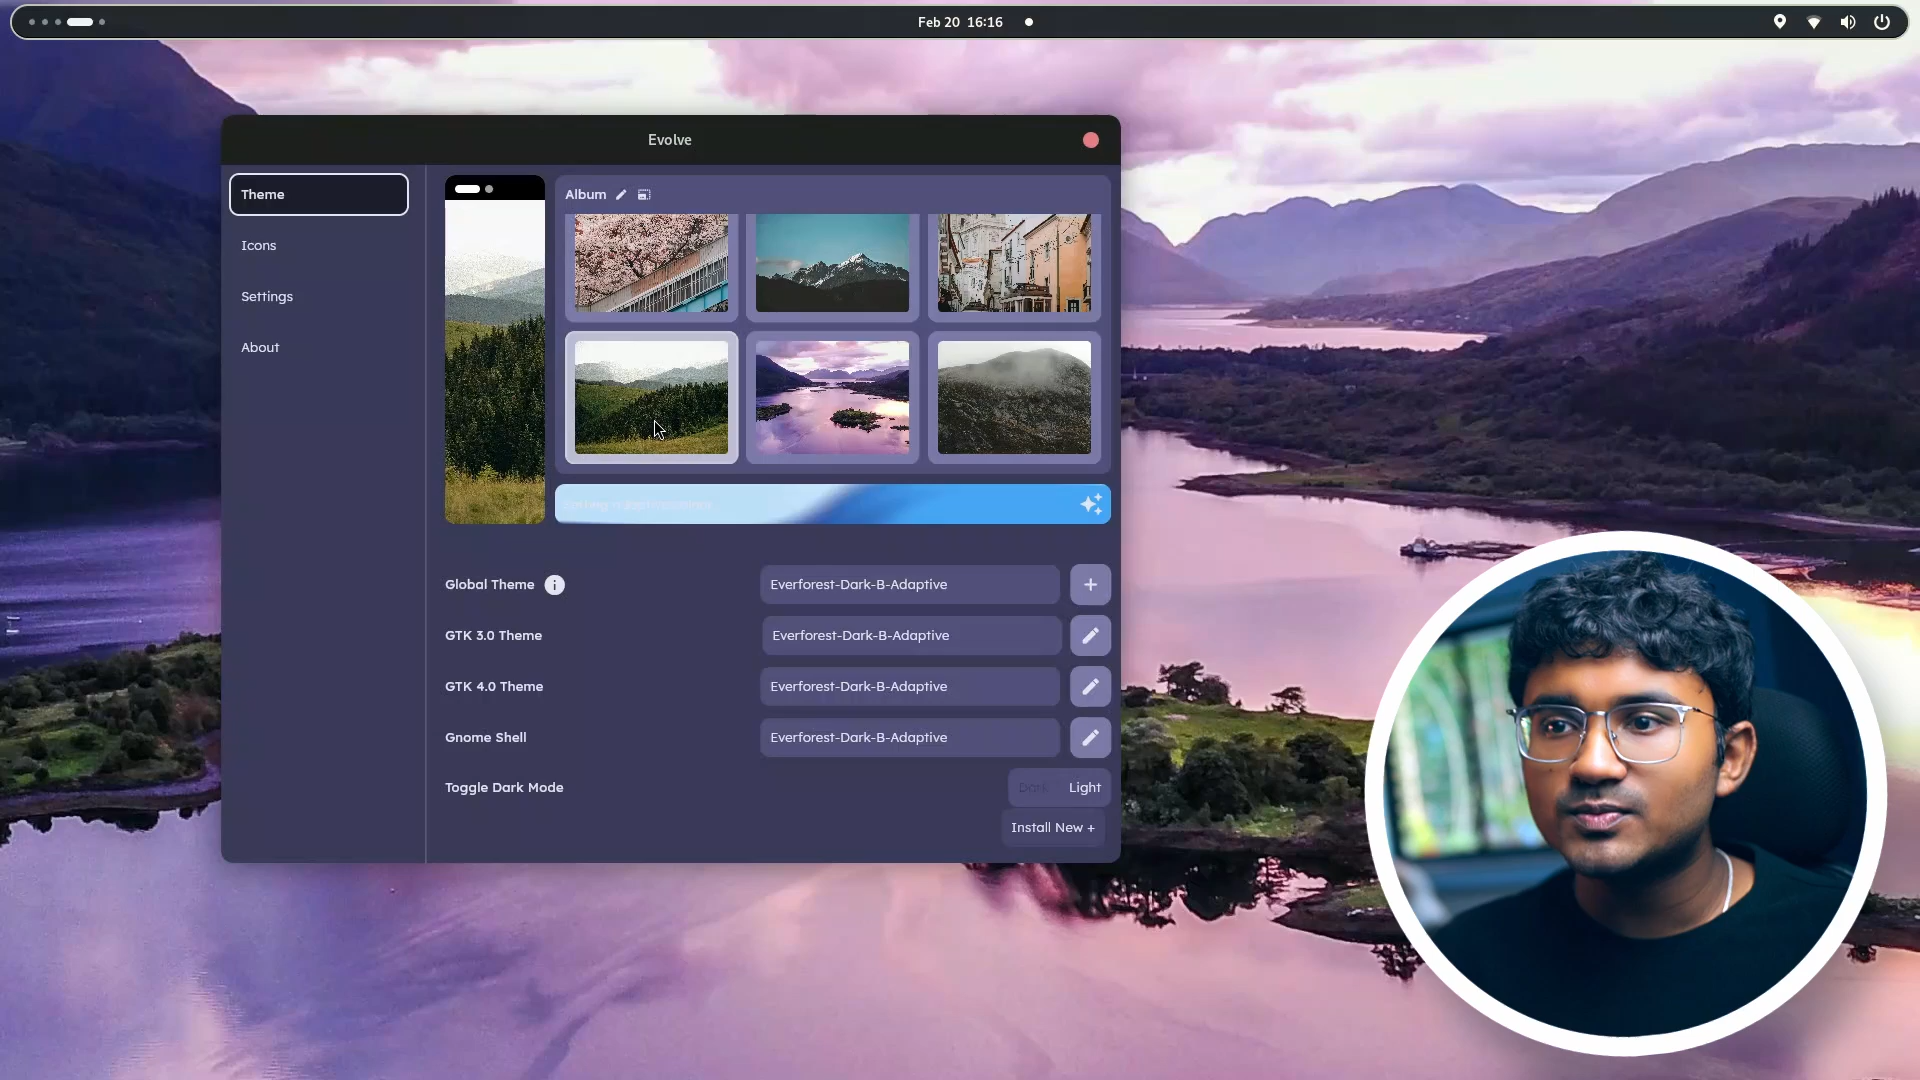 Feb 20 16:16
Evolve
Theme
Icons
Settings
About
Album
Global Theme
Everforest-Dark-B-Adaptive
GTK 3.0 Theme
Everforest-Dark-B-Adaptive
GTK 4.0 Theme
Everforest-Dark-B-Adaptive
Gnome Shell
Everforest-Dark-B-Adaptive
Toggle Dark Mode
Dark Light
Install New +